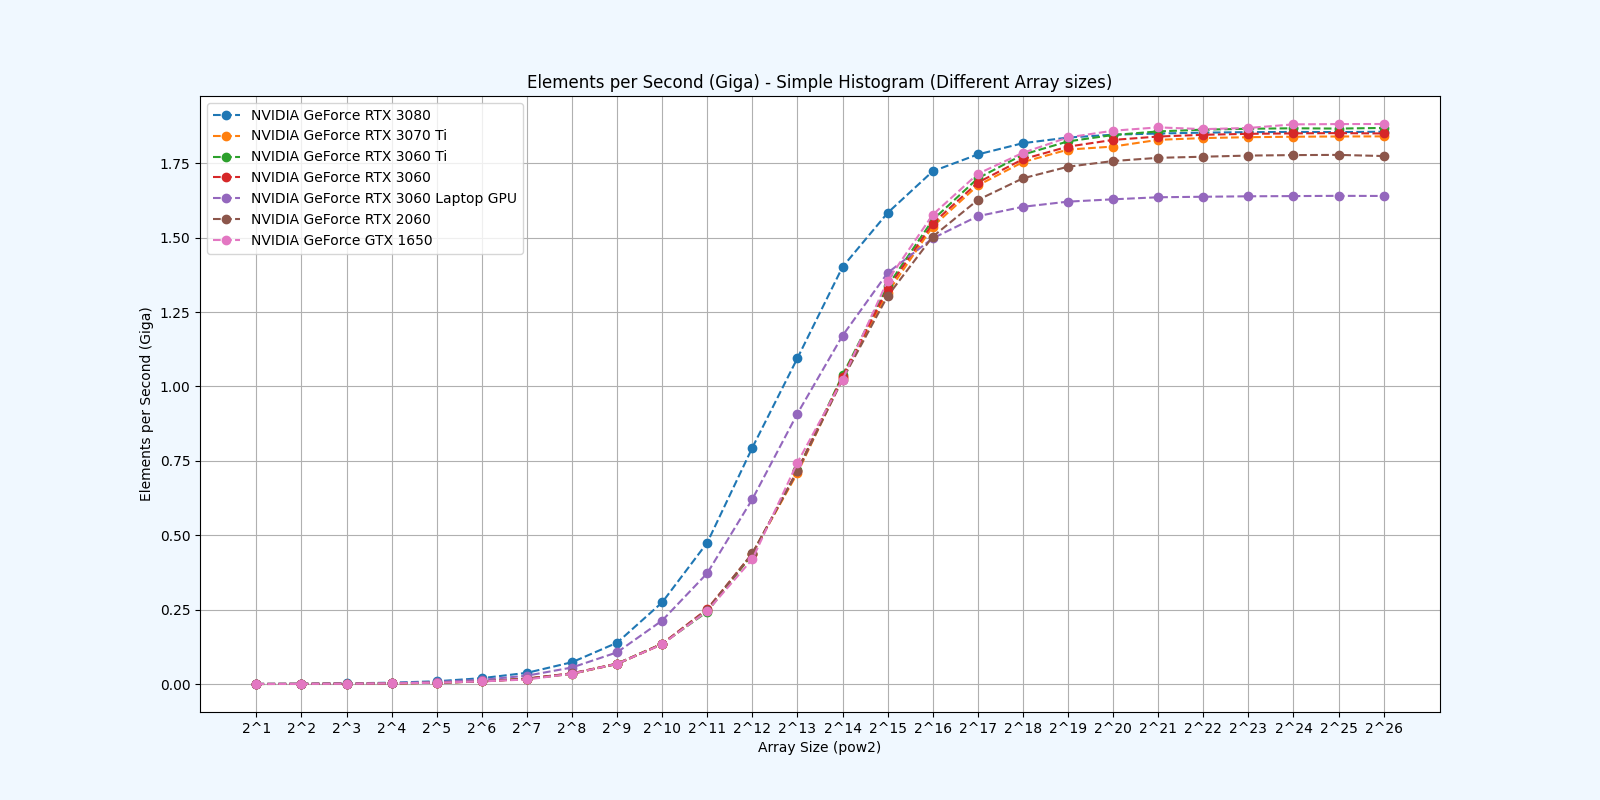 Elements per Second (Giga) - Simple Histogram (Different Array sizes)
NVIDIA GeForce RTX 3080
NVIDIA GeForce RTX 3070 Ti
NVIDIA GeForce RTX 3060 Ti
NVIDIA GeForce RTX 3060
NVIDIA GeForce RTX 3060 Laptop GPU
NVIDIA GeForce RTX 2060
NVIDIA GeForce GTX 1650
Elements per Second (Giga)
1.75
1.50
1.25
1.00
0.75
0.50
0.25
0.00
2^1 2^2 2^3 2^4 2^5 2^6 2^7 2^8 2^9 2^10 2^11 2^12 2^13 2^14 2^15 2^16 2^17 2^18 2^19 2^20 2^21 2^22 2^23 2^24 2^25 2^26
Array Size (pow2)